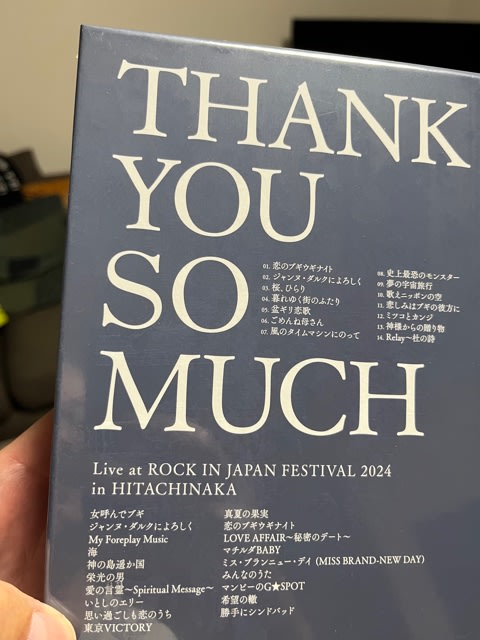 THANK
YOU
SO
MUCH
01. 恋のブギウギナイト
02. ジャンヌ・ダルクによろしく
03. 桜、ひらり
04. 暮れゆく街のふたり
05. 盆ギリ恋歌
06. ごめんね母さん
07. 風のタイムマシンにのって
08. 史上最恐のモンスター
09. 夢の宇宙旅行
10. 歌えニッポンの空
11. 悲しみはブギの彼方に
12. ミツコとカンジ
13. 神様からの贈り物
14. Relay〜杜の詩
Live at ROCK IN JAPAN FESTIVAL 2024
in HITACHINAKA
女呼んでブギ
ジャンヌ・ダルクによろしく
My Foreplay Music
海
神の島遥か国
栄光の男
愛の言霊〜Spiritual Message〜
いとしのエリー
思い過ごしも恋のうち
東京VICTORY
真夏の果実
恋のブギウギナイト
LOVE AFFAIR〜秘密のデート〜
マチルダBABY
ミス・ブランニュー・デイ (MISS BRAND-NEW DAY)
みんなのうた
マンピーのG★SPOT
希望の轍
勝手にシンドバッド